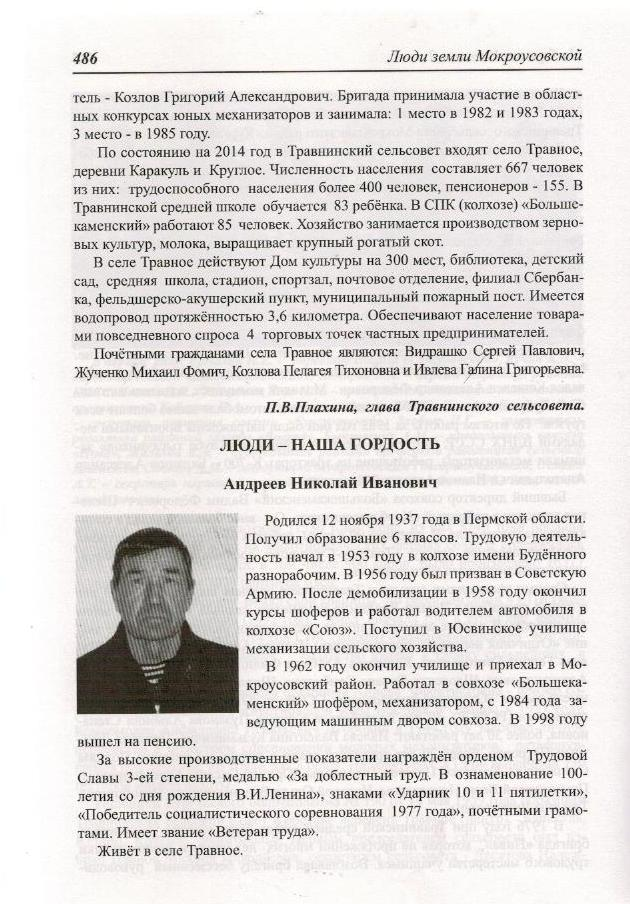 486 Люди земли Мокроусовской
тель - Козлов Григорий Александрович. Бригада принимала участие в област-
ных конкурсах юных механизаторов и занимала: 1 место в 1982 и 1983 годах,
3 место - в 1985 году.
По состоянию на 2014 год в Травнинский сельсовет входят село Травное,
деревни Каракуль и Круглое. Численность населения составляет 667 человек
из них: трудоспособного населения более 400 человек, пенсионеров - 155. В
Травнинской средней школе обучается 83 ребёнка. В СПК (колхозе) «Больше-
каменский» работают 85 человек. Хозяйство занимается производством зерно-
вых культур, молока, выращивает крупный рогатый скот.
В селе Травное действуют Дом культуры на 300 мест, библиотека, детский
сад, средняя школа, стадион, спортзал, почтовое отделение, филиал Сбербан-
ка, фельдшерско-акушерский пункт, муниципальный пожарный пост. Имеется
водопровод протяжённостью 3,6 километра. Обеспечивают население товара-
ми повседневного спроса 4 торговых точек частных предпринимателей.
Почётными гражданами села Травное являются: Видрашко Сергей Павлович,
Жученко Михаил Фомич, Козлова Пелагея Тихоновна и Ивлева Галина Григорьевна.
П.В.Плахина, глава Травнинского сельсовета.
ЛЮДИ – НАША ГОРДОСТЬ
Андреев Николай Иванович
Родился 12 ноября 1937 года в Пермской области.
Получил образование 6 классов. Трудовую деятель-
ность начал в 1953 году в колхозе имени Будённого
разнорабочим. В 1956 году был призван в Советскую
Армию. После демобилизации в 1958 году окончил
курсы шоферов и работал водителем автомобиля в
колхозе «Союз». Поступил в Юсвинское училище
механизации сельского хозяйства.
В 1962 году окончил училище и приехал в Мо-
кроусовский район. Работал в совхозе «Большека-
менский» шофёром, механизатором, с 1984 года за-
ведующим машинным двором совхоза. В 1998 году
вышел на пенсию.
За высокие производственные показатели награждён орденом Трудовой
Славы 3-ей степени, медалью «За доблестный труд. В ознаменование 100-
летия со дня рождения В.И.Ленина», знаками «Ударник 10 и 11 пятилетки»,
«Победитель социалистического соревнования 1977 года», почётными грамо-
тами. Имеет звание «Ветеран труда».
Живёт в селе Травное.